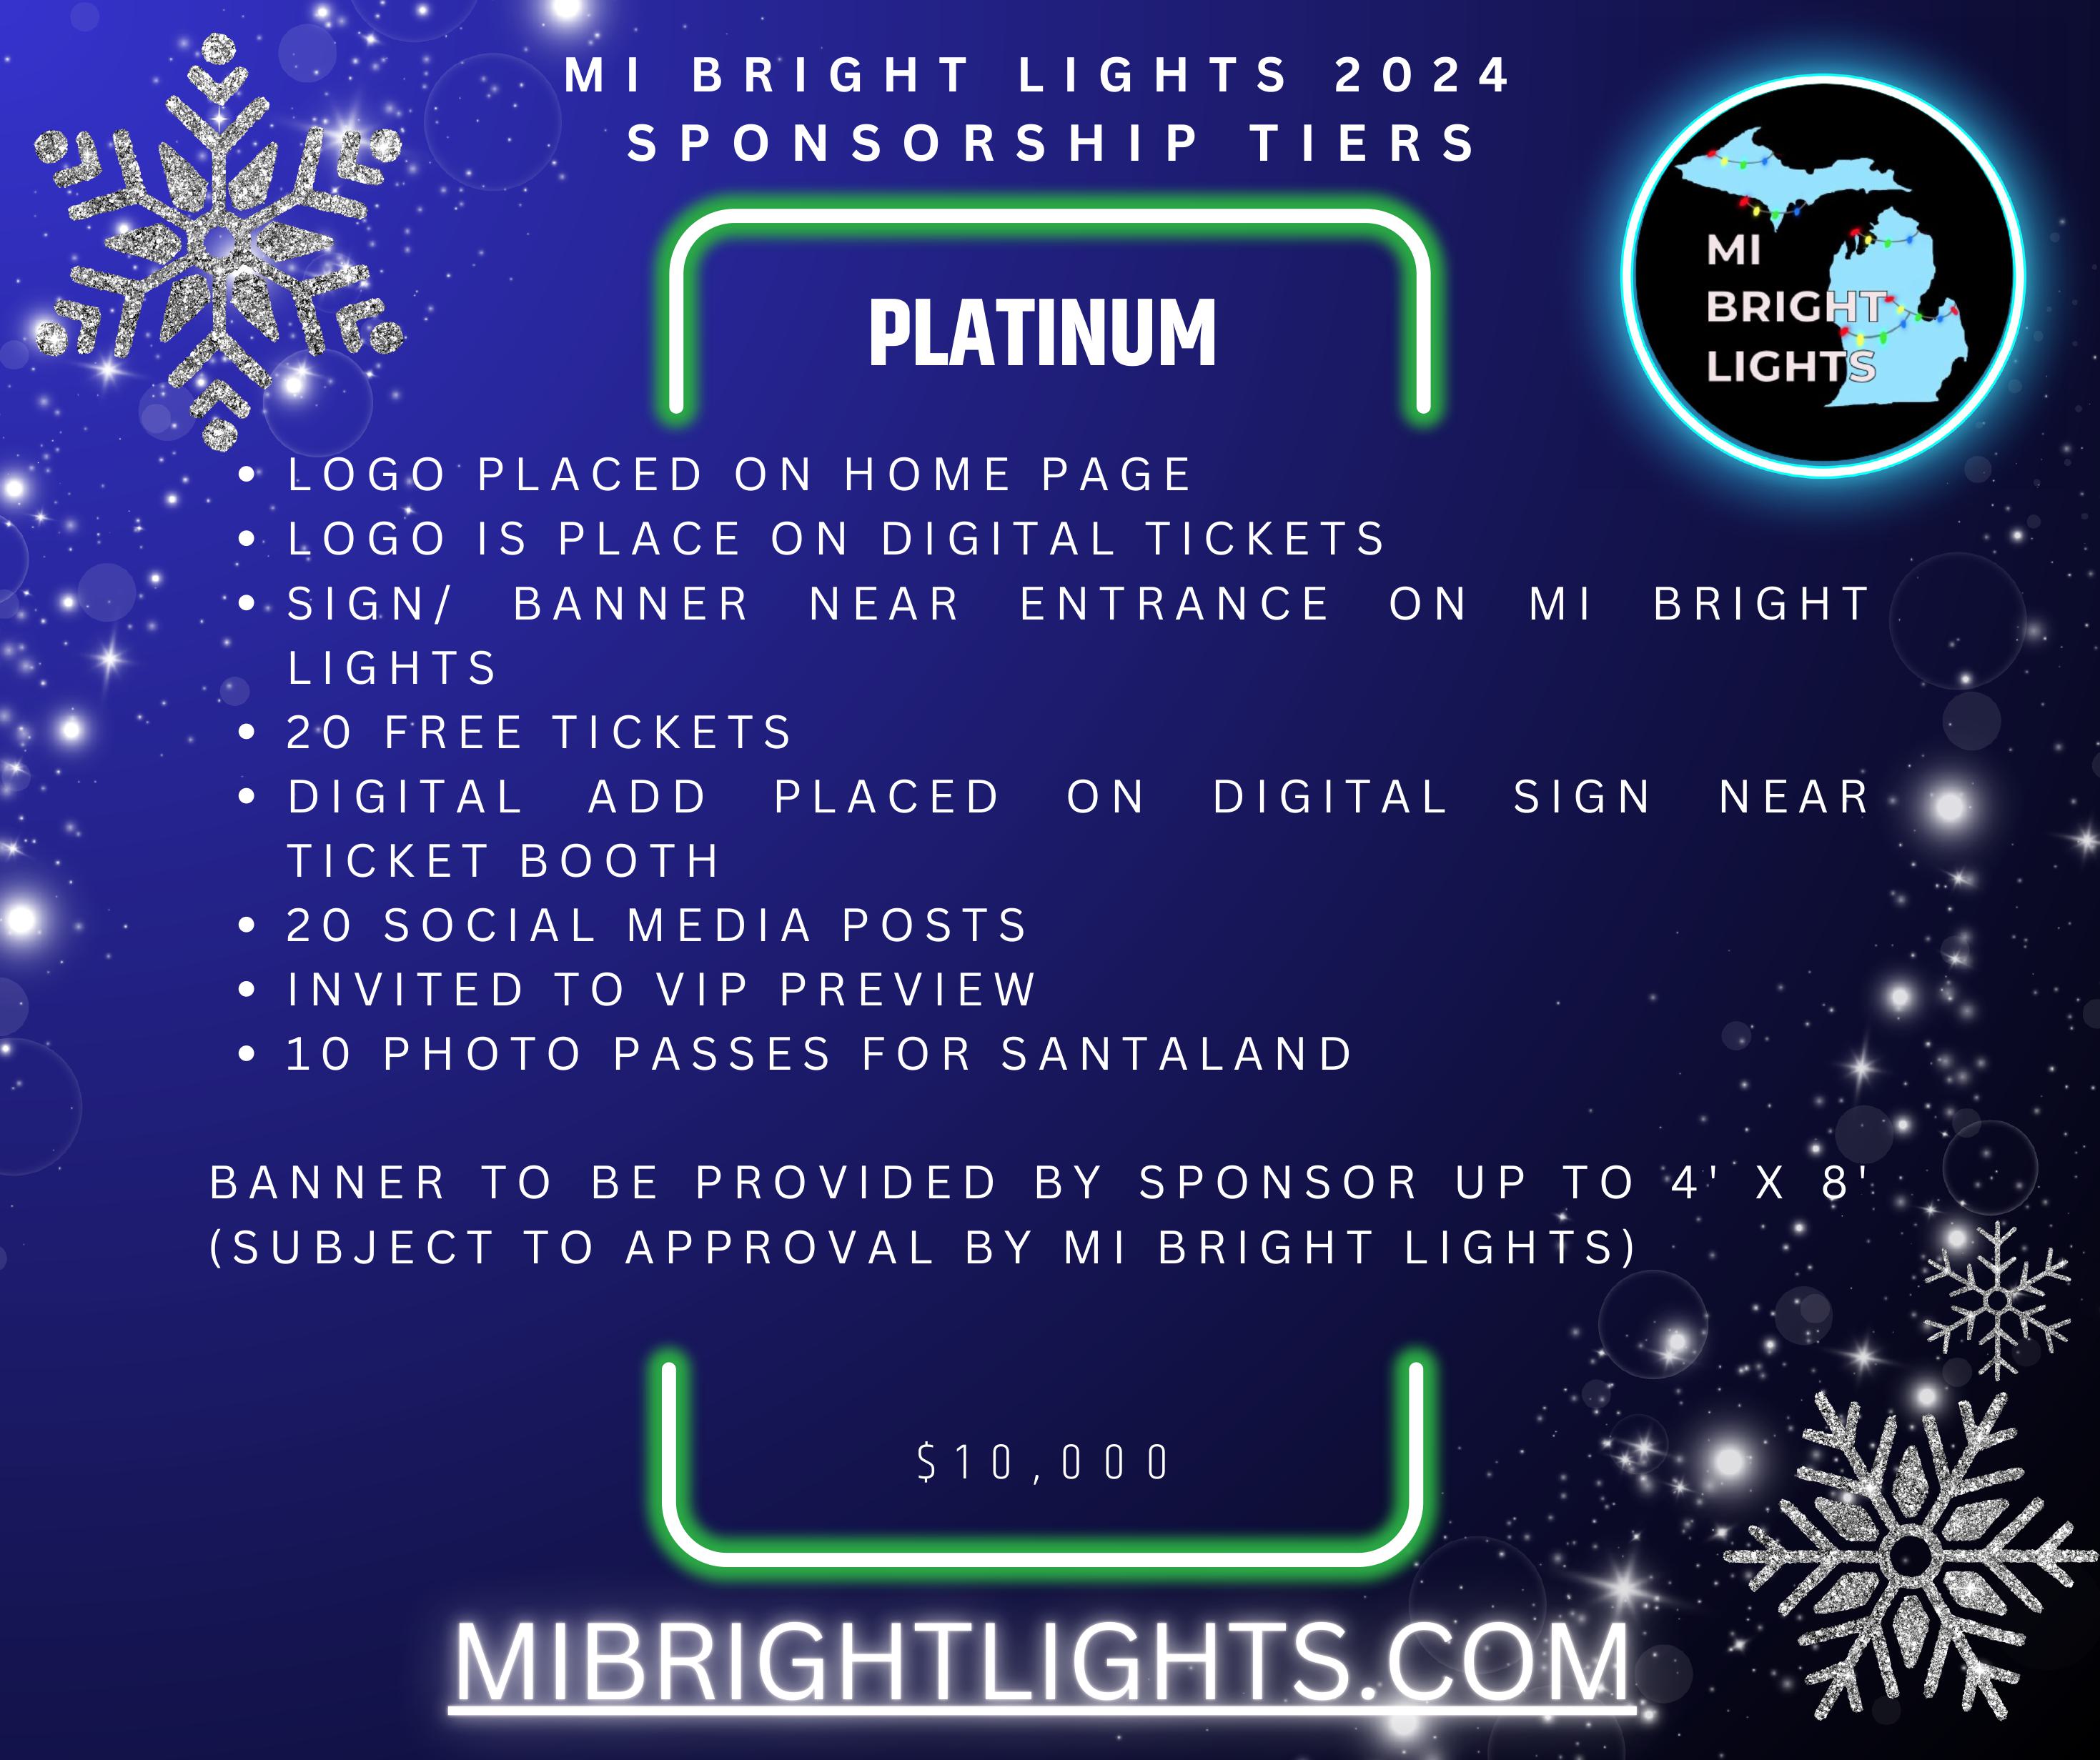 MI BRIGHT LIGHTS 2024
SPONSORSHIP TIERS
MI
BRIGHT
LIGHTS
PLATINUM
• LOGO PLACED ON HOME PAGE
• LOGO IS PLACE ON DIGITAL TICKETS
• SIGN/ BANNER NEAR ENTRANCE ON MI BRIGHT
LIGHTS
• 20 FREE TICKETS
• DIGITAL ADD PLACED ON DIGITAL SIGN NEAR
TICKET BOOTH
• 20 SOCIAL MEDIA POSTS
• INVITED TO VIP PREVIEW
• 10 PHOTO PASSES FOR SANTALAND
BANNER TO BE PROVIDED BY SPONSOR UP TO 4' X 8'
(SUBJECT TO APPROVAL BY MI BRIGHT LIGHTS)
$10,000
MIBRIGHTLIGHTS.COM